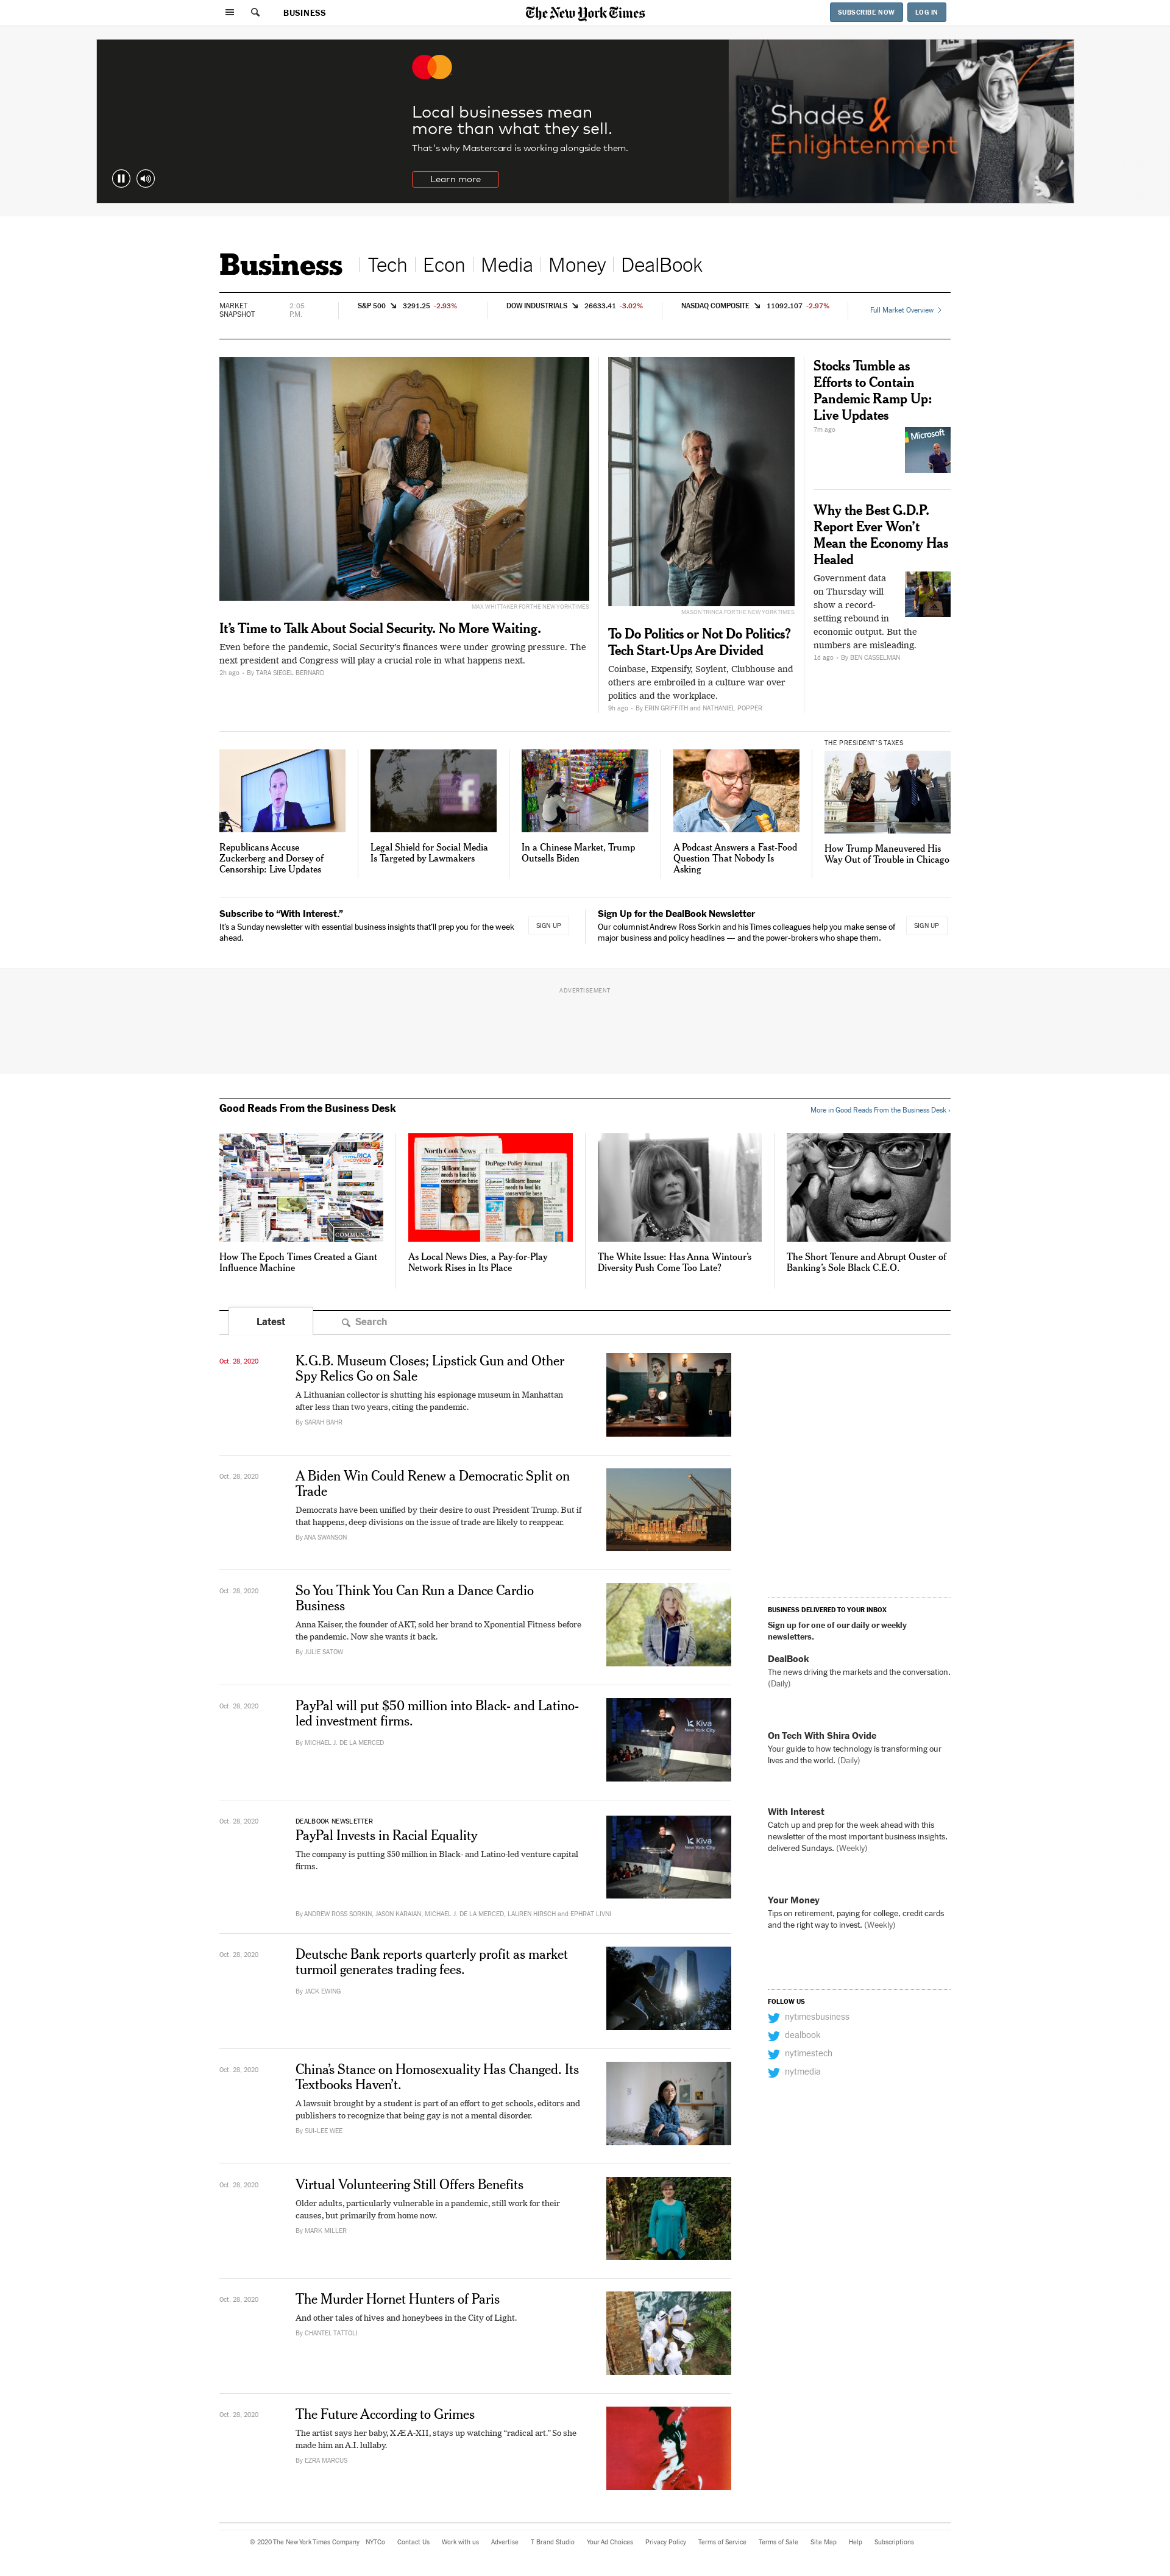 BUSINESS
The New York Times
SUBSCRIBE NOW
LOG IN
Local businesses mean
more than what they sell.
That's why Mastercard is working alongside them.
Learn more
Shades &
Enlightenment
Business
Tech
Econ
Media
Money
DealBook
MARKET
SNAPSHOT
2:05
P.M.
S&P 500 3291.25 -2.93%
DOW INDUSTRIALS 26633.41 -3.02%
NASDAQ COMPOSITE 11092.107 -2.97%
Full Market Overview
MAX WHITTAKER FOR THE NEW YORK TIMES
It’s Time to Talk About Social Security. No More Waiting.
Even before the pandemic, Social Security’s finances were under growing pressure. The
next president and Congress will play a crucial role in what happens next.
2h ago · By TARA SIEGEL BERNARD
MASON TRINCA FOR THE NEW YORK TIMES
To Do Politics or Not Do Politics?
Tech Start-Ups Are Divided
Coinbase, Expensify, Soylent, Clubhouse and
others are embroiled in a culture war over
politics and the workplace.
9h ago · By ERIN GRIFFITH and NATHANIEL POPPER
Stocks Tumble as
Efforts to Contain
Pandemic Ramp Up:
Live Updates
7m ago
Microsoft
Why the Best G.D.P.
Report Ever Won’t
Mean the Economy Has
Healed
Government data
on Thursday will
show a record-
setting rebound in
economic output. But the
numbers are misleading.
1d ago · By BEN CASSELMAN
Republicans Accuse
Zuckerberg and Dorsey of
Censorship: Live Updates
Legal Shield for Social Media
Is Targeted by Lawmakers
In a Chinese Market, Trump
Outsells Biden
A Podcast Answers a Fast-Food
Question That Nobody Is
Asking
THE PRESIDENT’S TAXES
How Trump Maneuvered His
Way Out of Trouble in Chicago
Subscribe to “With Interest.”
It’s a Sunday newsletter with essential business insights that’ll prep you for the week
ahead.
SIGN UP
Sign Up for the DealBook Newsletter
Our columnist Andrew Ross Sorkin and his Times colleagues help you make sense of
major business and policy headlines — and the power-brokers who shape them.
SIGN UP
ADVERTISEMENT
Good Reads From the Business Desk
More in Good Reads From the Business Desk ›
North Cook News
DuPage Policy Journal
How The Epoch Times Created a Giant
Influence Machine
As Local News Dies, a Pay-for-Play
Network Rises in Its Place
The White Issue: Has Anna Wintour’s
Diversity Push Come Too Late?
The Short Tenure and Abrupt Ouster of
Banking’s Sole Black C.E.O.
Latest
Search
Oct. 28, 2020
K.G.B. Museum Closes; Lipstick Gun and Other
Spy Relics Go on Sale
A Lithuanian collector is shutting his espionage museum in Manhattan
after less than two years, citing the pandemic.
By SARAH BAHR
Oct. 28, 2020
A Biden Win Could Renew a Democratic Split on
Trade
Democrats have been unified by their desire to oust President Trump. But if
that happens, deep divisions on the issue of trade are likely to reappear.
By ANA SWANSON
Oct. 28, 2020
So You Think You Can Run a Dance Cardio
Business
Anna Kaiser, the founder of AKT, sold her brand to Xponential Fitness before
the pandemic. Now she wants it back.
By JULIE SATOW
Oct. 28, 2020
PayPal will put $50 million into Black- and Latino-
led investment firms.
By MICHAEL J. DE LA MERCED
Kiva
New York City
Oct. 28, 2020
DEALBOOK NEWSLETTER
PayPal Invests in Racial Equality
The company is putting $50 million in Black- and Latino-led venture capital
firms.
By ANDREW ROSS SORKIN, JASON KARAIAN, MICHAEL J. DE LA MERCED, LAUREN HIRSCH and EPHRAT LIVNI
Kiva
New York City
Oct. 28, 2020
Deutsche Bank reports quarterly profit as market
turmoil generates trading fees.
By JACK EWING
Oct. 28, 2020
China’s Stance on Homosexuality Has Changed. Its
Textbooks Haven’t.
A lawsuit brought by a student is part of an effort to get schools, editors and
publishers to recognize that being gay is not a mental disorder.
By SUI-LEE WEE
Oct. 28, 2020
Virtual Volunteering Still Offers Benefits
Older adults, particularly vulnerable in a pandemic, still work for their
causes, but primarily from home now.
By MARK MILLER
Oct. 28, 2020
The Murder Hornet Hunters of Paris
And other tales of hives and honeybees in the City of Light.
By CHANTEL TATTOLI
Oct. 28, 2020
The Future According to Grimes
The artist says her baby, X Æ A-XII, stays up watching “radical art.” So she
made him an A.I. lullaby.
By EZRA MARCUS
BUSINESS DELIVERED TO YOUR INBOX
Sign up for one of our daily or weekly
newsletters.
DealBook
The news driving the markets and the conversation.
(Daily)
On Tech With Shira Ovide
Your guide to how technology is transforming our
lives and the world. (Daily)
With Interest
Catch up and prep for the week ahead with this
newsletter of the most important business insights,
delivered Sundays. (Weekly)
Your Money
Tips on retirement, paying for college, credit cards
and the right way to invest. (Weekly)
FOLLOW US
nytimesbusiness
dealbook
nytimestech
nytmedia
© 2020 The New York Times Company NYTCo Contact Us Work with us Advertise T Brand Studio Your Ad Choices Privacy Policy Terms of Service Terms of Sale Site Map Help Subscriptions